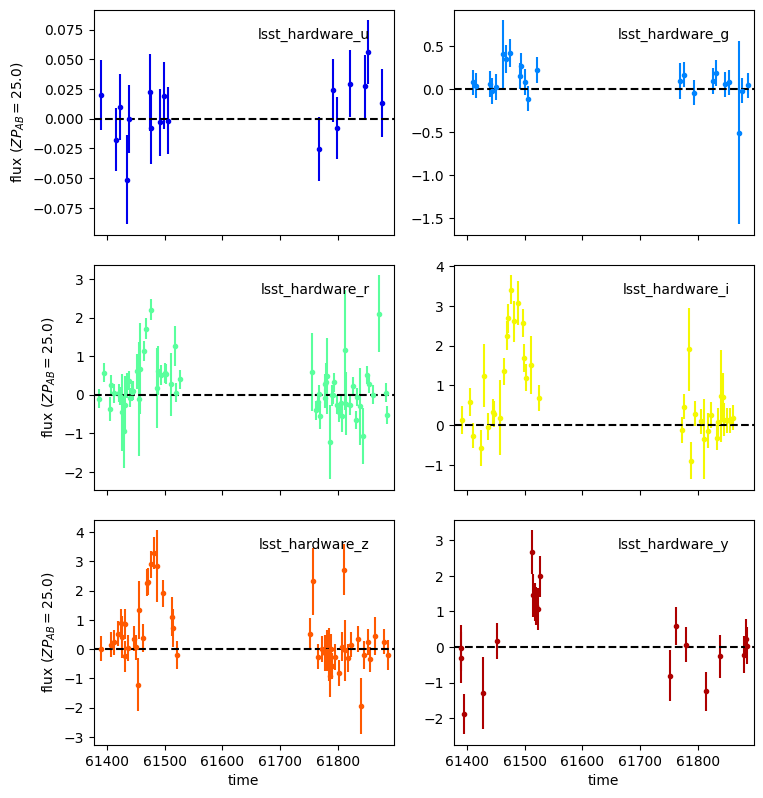 lsst_hardware_u
0.075
0.050
0.025
0.000
−0.025
−0.050
−0.075
flux (ZP_AB = 25.0)
lsst_hardware_g
0.5
0.0
−0.5
−1.0
−1.5
lsst_hardware_r
3
2
1
0
−1
−2
flux (ZP_AB = 25.0)
lsst_hardware_i
4
3
2
1
0
−1
lsst_hardware_z
4
3
2
1
0
−1
−2
−3
flux (ZP_AB = 25.0)
61400 61500 61600 61700 61800
time
lsst_hardware_y
3
2
1
0
−1
−2
61400 61500 61600 61700 61800
time